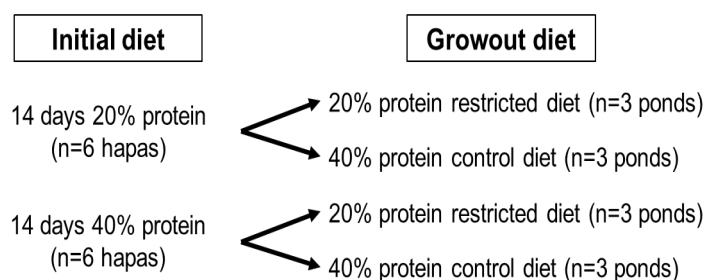 Initial diet
Growout diet
14 days 20% protein
(n=6 hapas)
20% protein restricted diet (n=3 ponds)
40% protein control diet (n=3 ponds)
14 days 40% protein
(n=6 hapas)
20% protein restricted diet (n=3 ponds)
40% protein control diet (n=3 ponds)